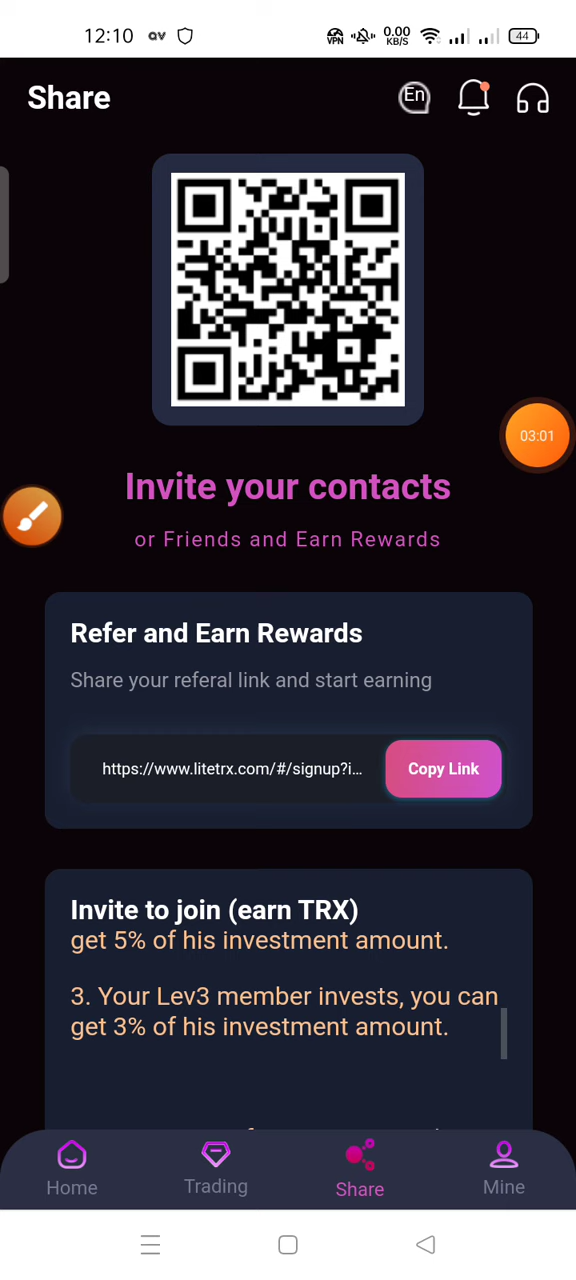 12:10
VPN
0.00
KB/S
44
Share
En
03:01
Invite your contacts
or Friends and Earn Rewards
Refer and Earn Rewards
Share your referal link and start earning
https://www.litetrx.com/#/signup?i...
Copy Link
Invite to join (earn TRX)
get 5% of his investment amount.
3. Your Lev3 member invests, you can
get 3% of his investment amount.
Home
Trading
Share
Mine